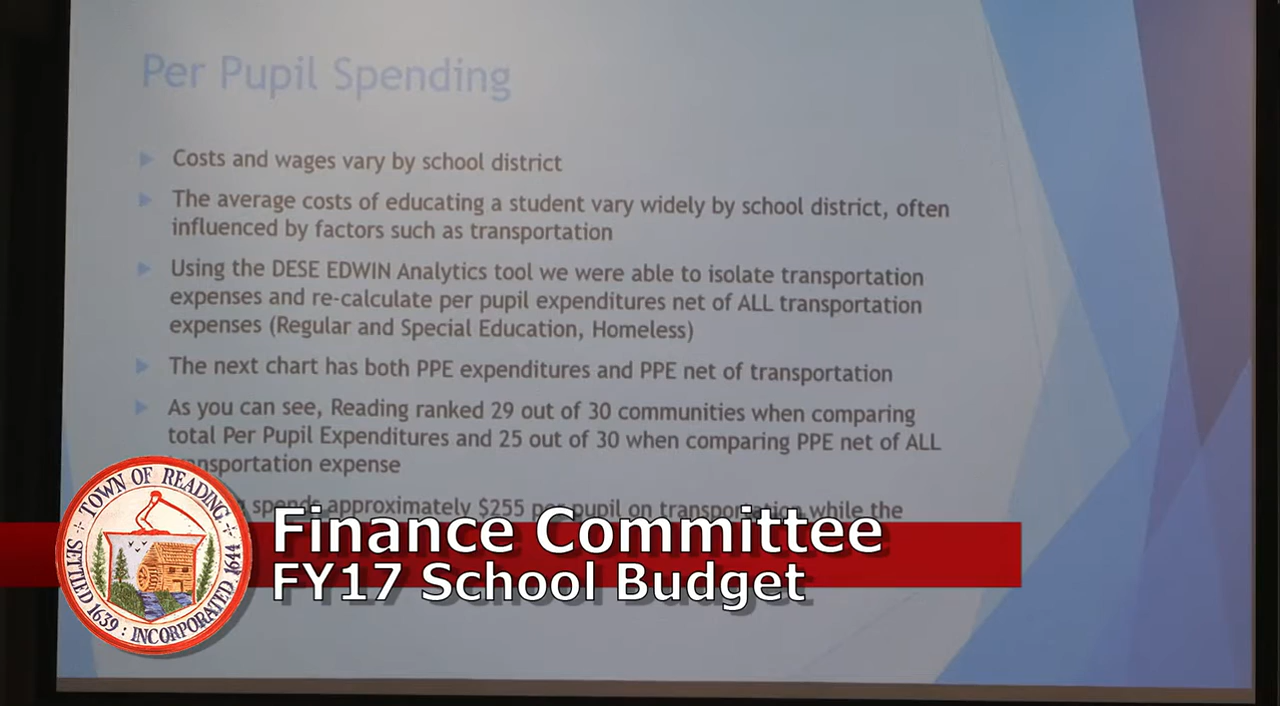 Per Pupil Spending
Costs and wages vary by school district
The average costs of educating a student vary widely by school district, often
influenced by factors such as transportation
Using the DESE EDWIN Analytics tool we were able to isolate transportation
expenses and re-calculate per pupil expenditures net of ALL transportation
expenses (Regular and Special Education, Homeless)
The next chart has both PPE expenditures and PPE net of transportation
As you can see, Reading ranked 29 out of 30 communities when comparing
total Per Pupil Expenditures and 25 out of 30 when comparing PPE net of ALL
expense
spends approximately $255 per pupil on transportation while the
Finance Committee
FY17 School Budget
TOWN OF READING
SETTLED 1639 : INCORPORATED 1644